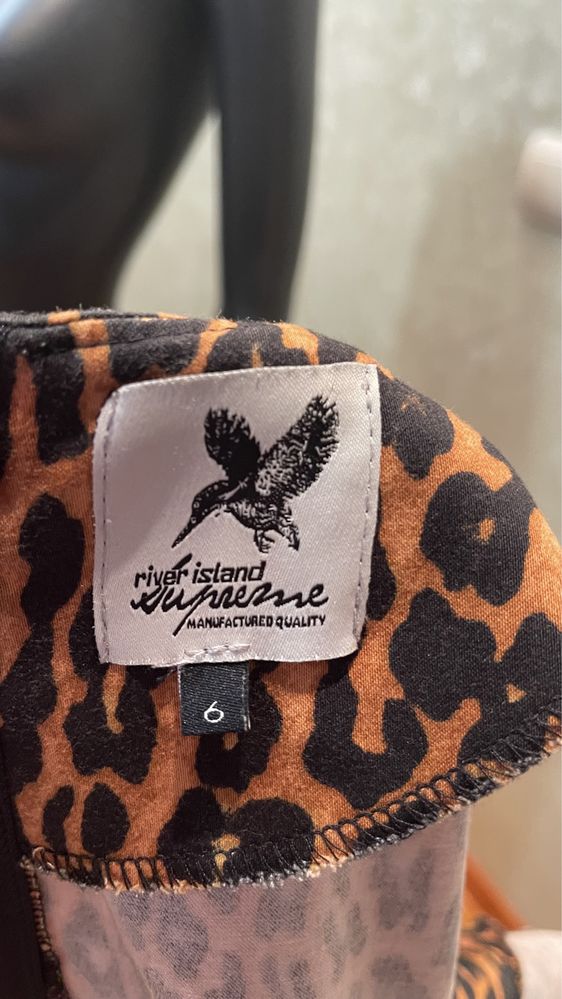 river island
Supreme
MANUFACTURED QUALITY
6